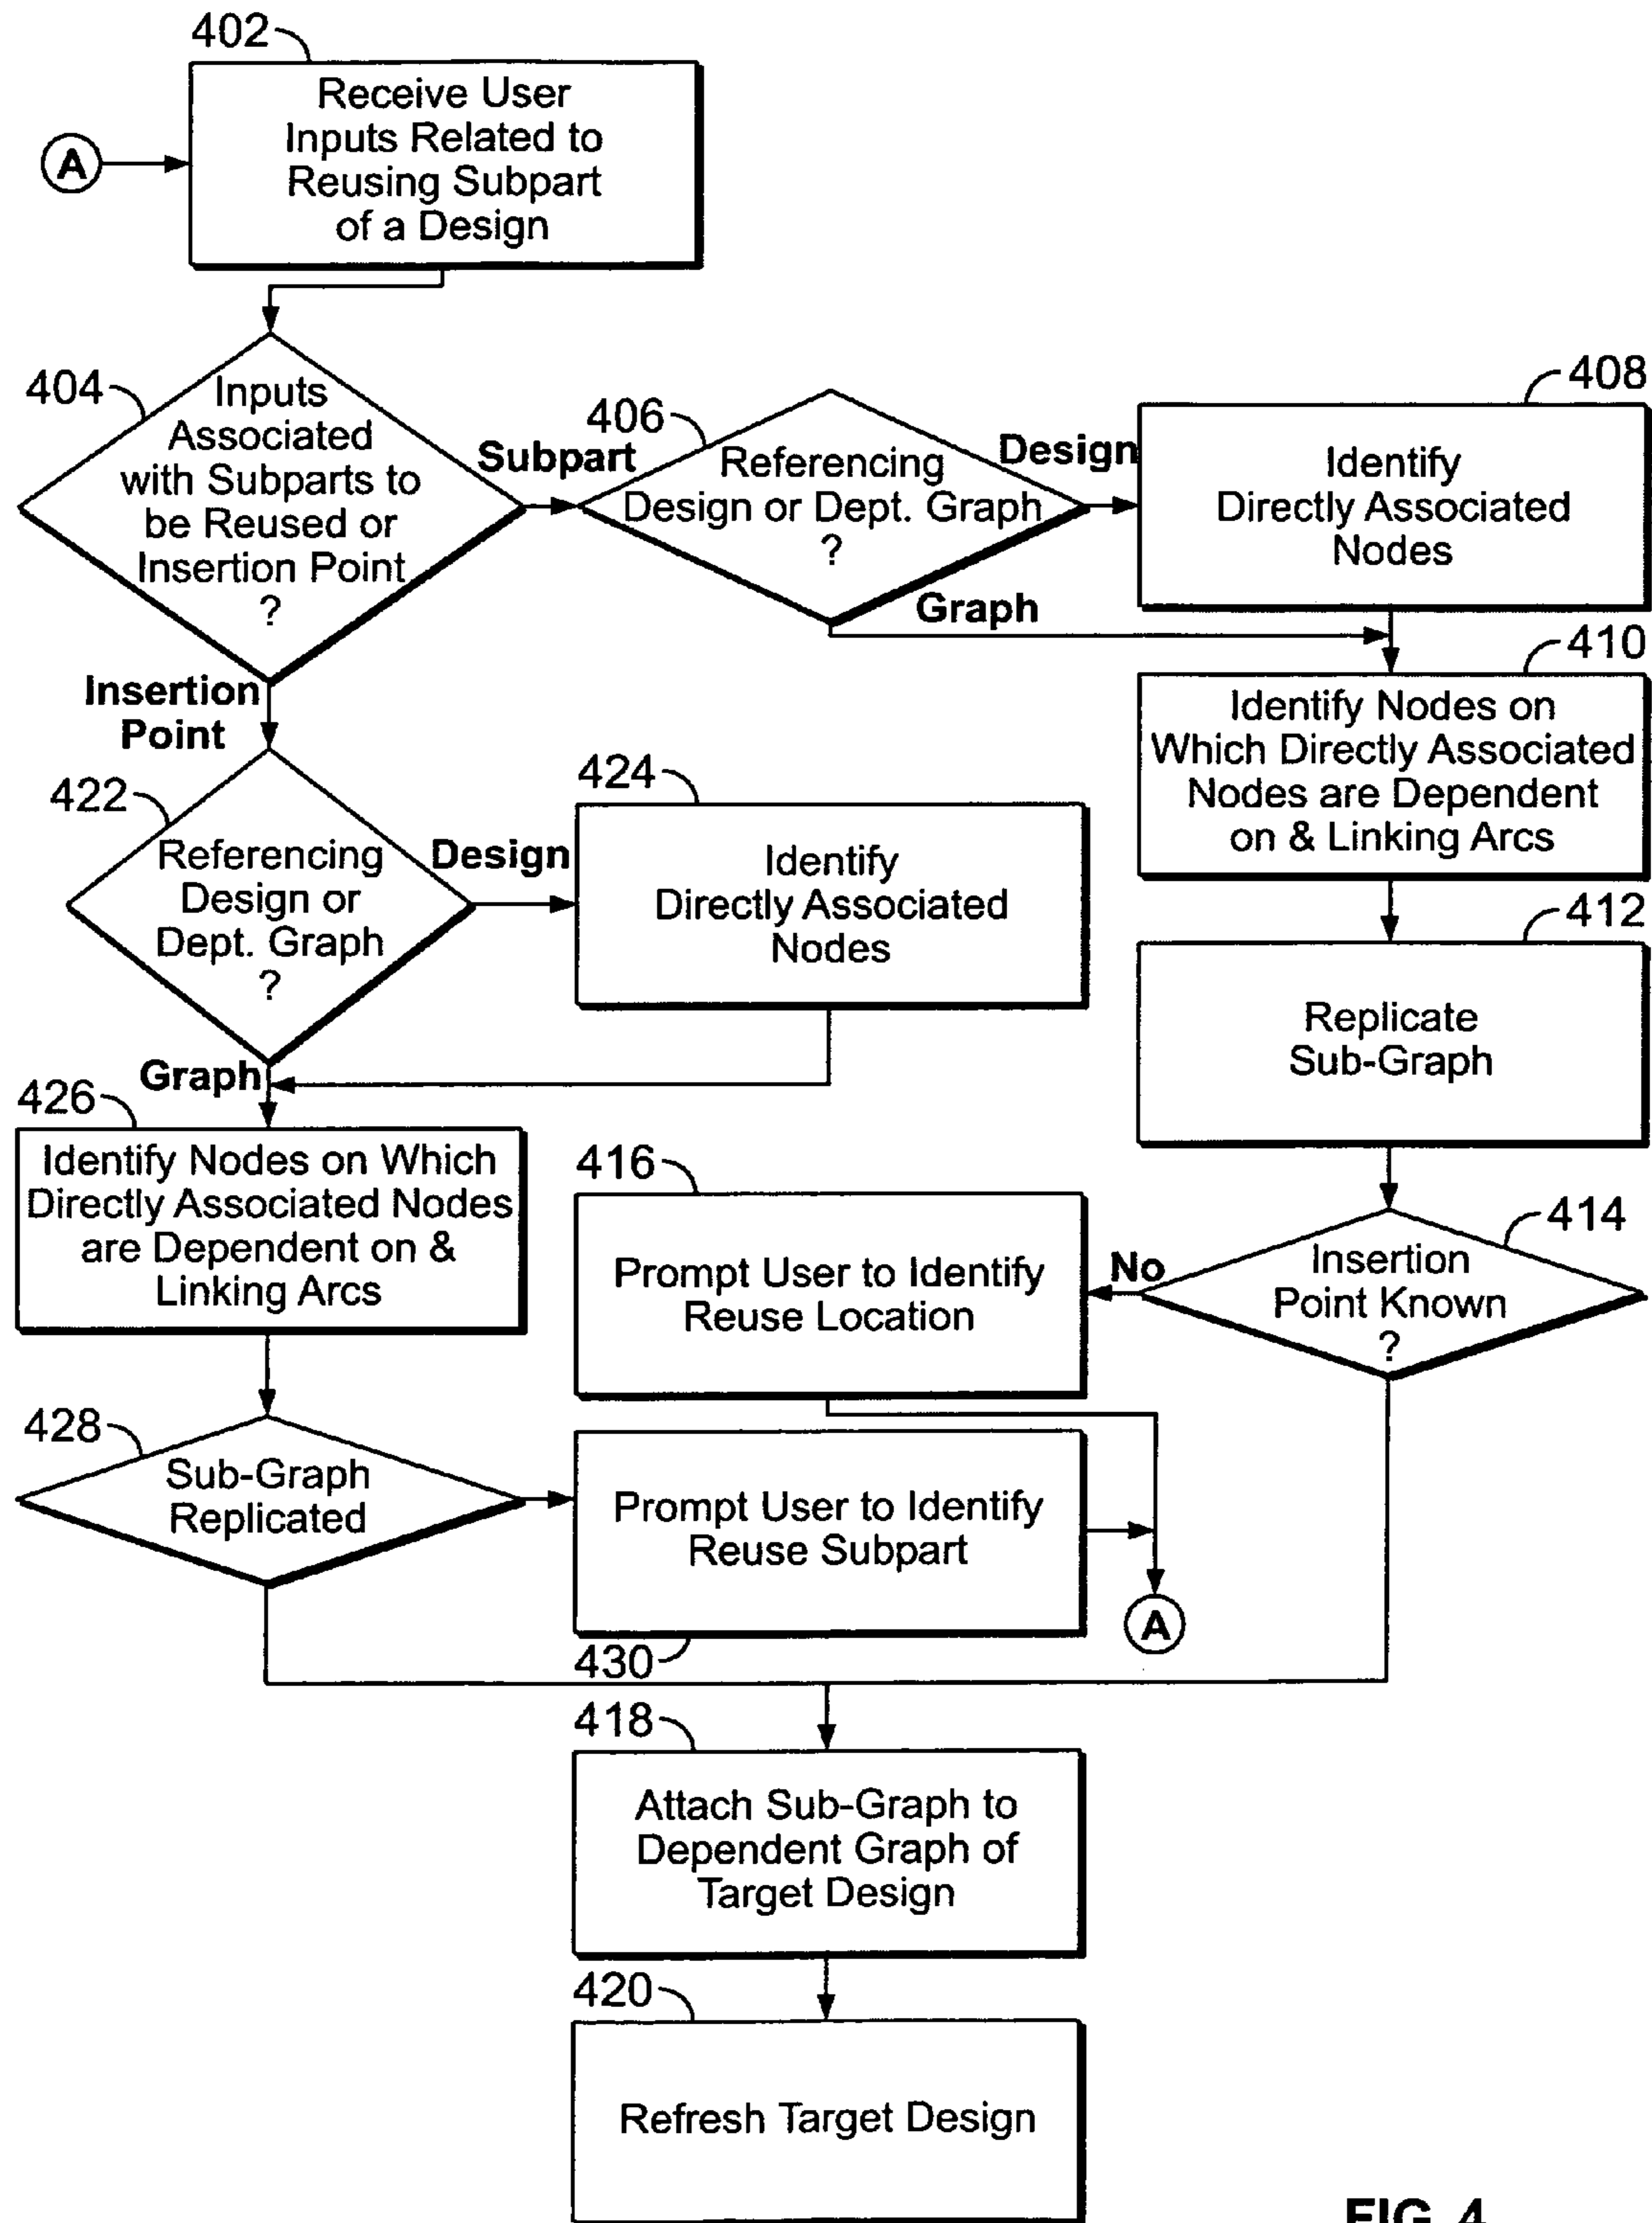 402
Receive User
Inputs Related to
Reusing Subpart
of a Design
A
404
Inputs
Associated
with Subparts to
be Reused or
Insertion Point
?
Subpart
406
Referencing
Design or Dept. Graph
?
Design
Graph
408
Identify
Directly Associated
Nodes
410
Identify Nodes on
Which Directly Associated
Nodes are Dependent
on & Linking Arcs
412
Replicate
Sub-Graph
Insertion
Point
422
Referencing
Design or
Dept. Graph
?
Design
Graph
424
Identify
Directly Associated
Nodes
426
Identify Nodes on Which
Directly Associated Nodes
are Dependent on &
Linking Arcs
416
Prompt User to Identify
Reuse Location
No
414
Insertion
Point Known
?
428
Sub-Graph
Replicated
Prompt User to Identify
Reuse Subpart
430
A
418
Attach Sub-Graph to
Dependent Graph of
Target Design
420
Refresh Target Design
FIG. 4